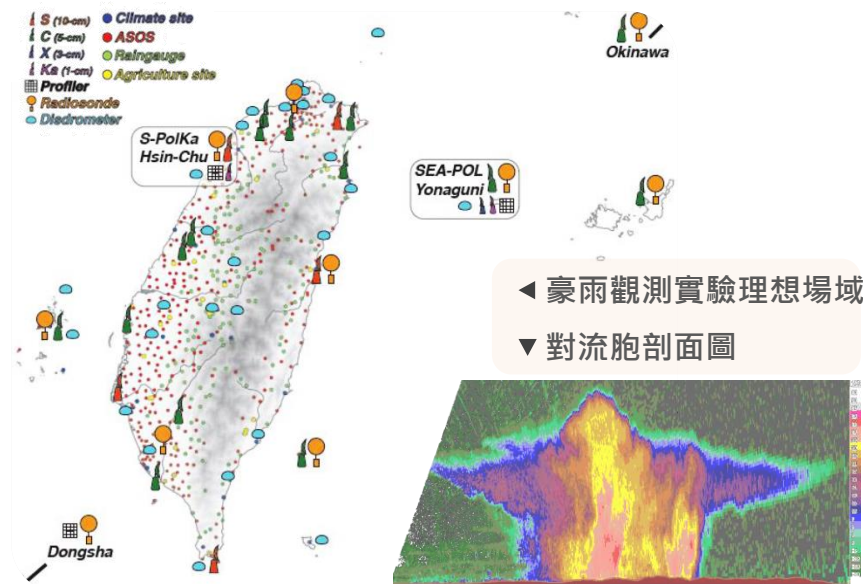 S (10-cm)
C (5-cm)
X (3-cm)
Ka (1-cm)
Profiler
Radiosonde
Disdrometer
Climate site
ASOS
Raingauge
Agriculture site
Okinawa
S-PolKa
Hsin-Chu
SEA-POL
Yonaguni
◀ 豪雨觀測實驗理想場域
▼ 對流胞剖面圖
Dongsha